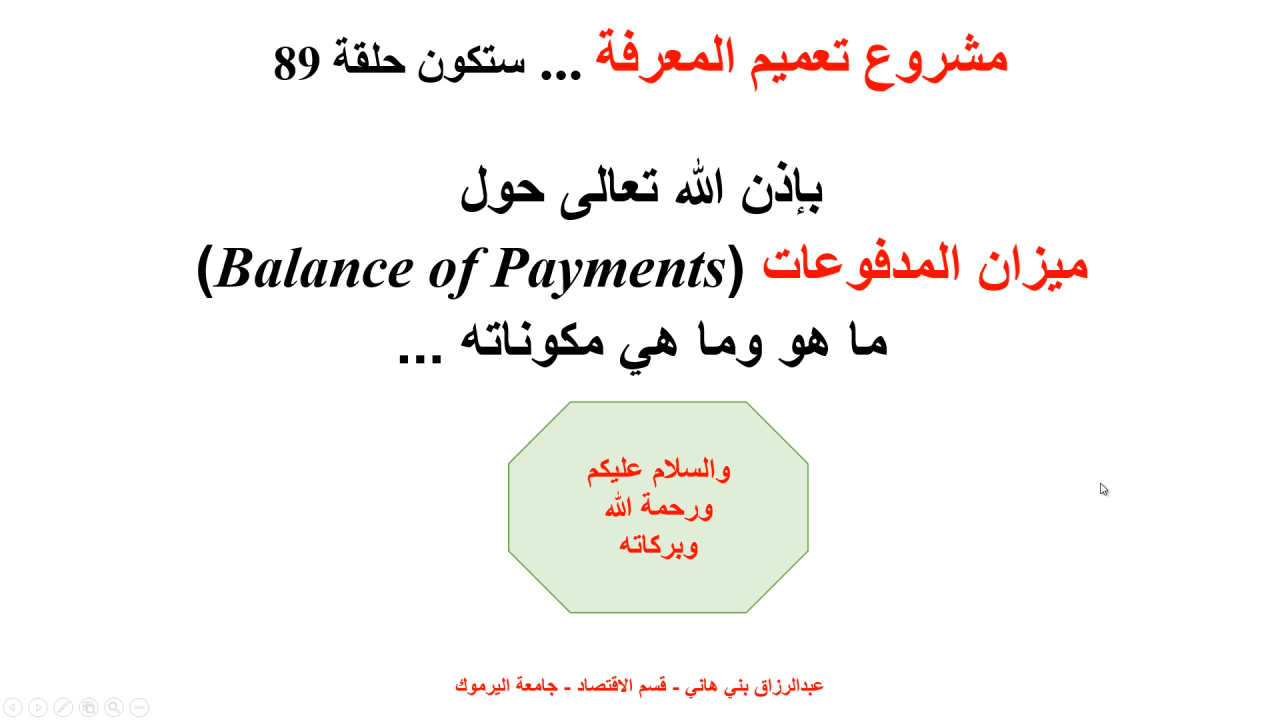 مشروع تعميم المعرفة ... ستكون حلقة 89
بإذن الله تعالى حول
ميزان المدفوعات (Balance of Payments)
ما هو وما هي مكوناته ...
والسلام عليكم
ورحمة الله
وبركاته
عبدالرزاق بني هاني - قسم الاقتصاد - جامعة اليرموك